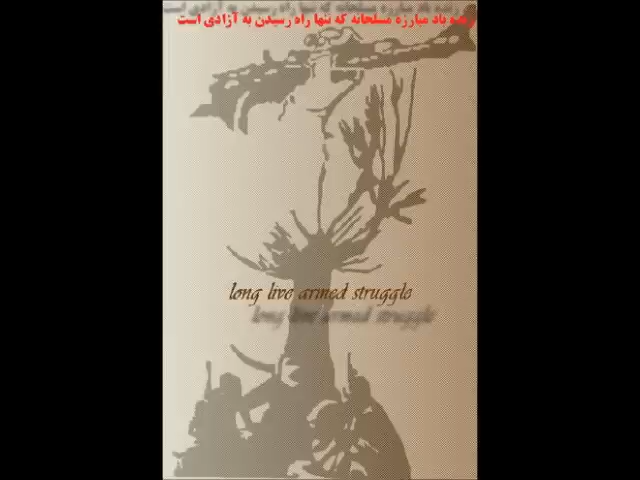 زنده باد مبارزه مسلحانه که تنها راه رسیدن به آزادی است
long live armed struggle